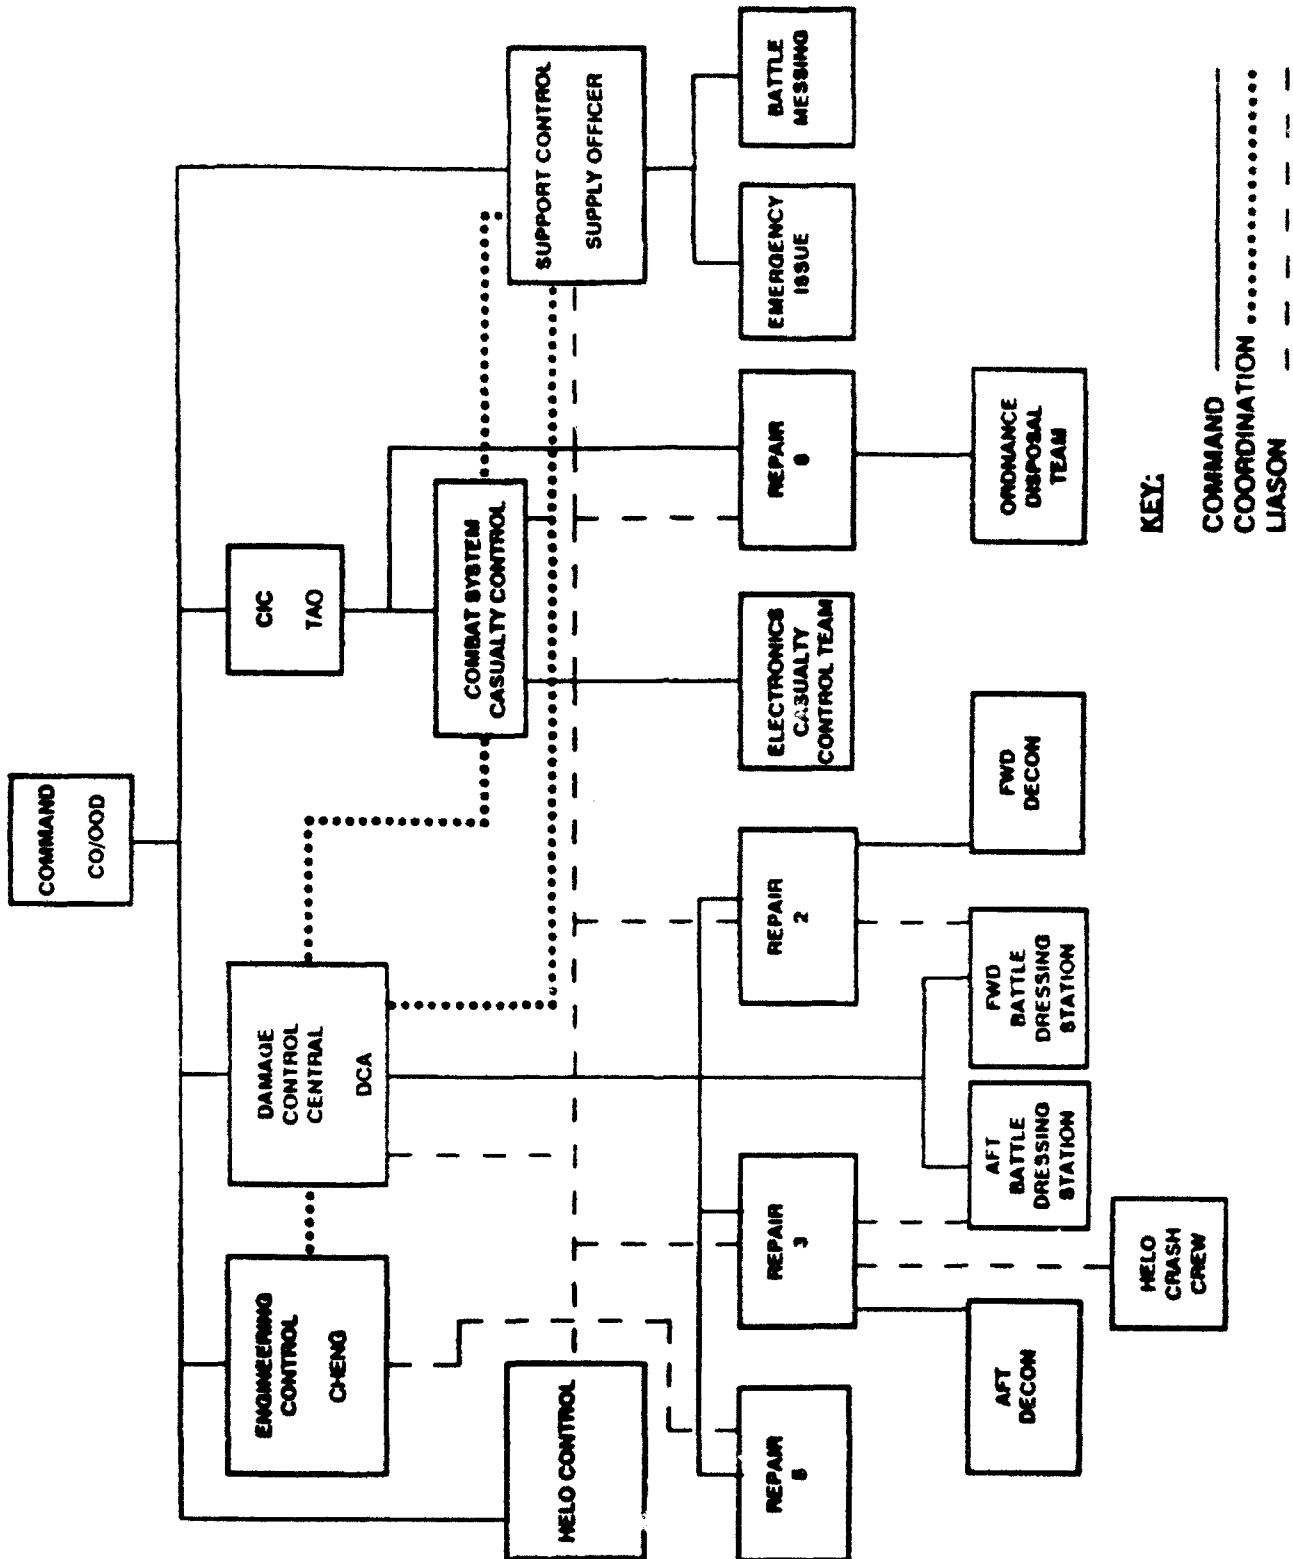 COMMAND
CO/OOD
ENGINEERING
CONTROL
CHENG
DAMAGE
CONTROL
CENTRAL
DCA
CIC
TAO
HELO CONTROL
COMBAT SYSTEM
CASUALTY CONTROL
SUPPORT CONTROL
SUPPLY OFFICER
REPAIR
5
REPAIR
3
REPAIR
2
ELECTRONICS
CASUALTY
CONTROL TEAM
REPAIR
8
EMERGENCY
ISSUE
BATTLE
MESSING
AFT
DECON
AFT
BATTLE
DRESSING
STATION
FWD
BATTLE
DRESSING
STATION
FWD
DECON
ORDNANCE
DISPOSAL
TEAM
HELO
CRASH
CREW
KEY:
COMMAND
COORDINATION
LIASON